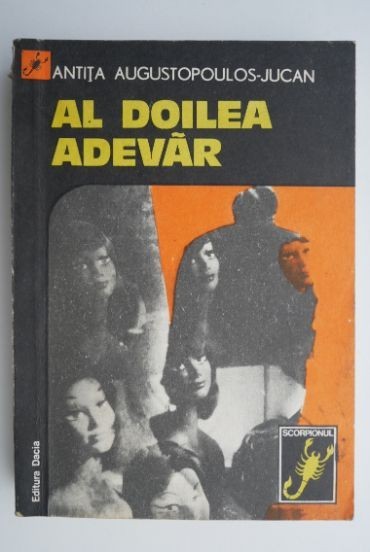 ANTIȚA AUGUSTOPOULOS-JUCAN
AL DOILEA
ADEVĂR
SCORPIONUL
Editura Dacia